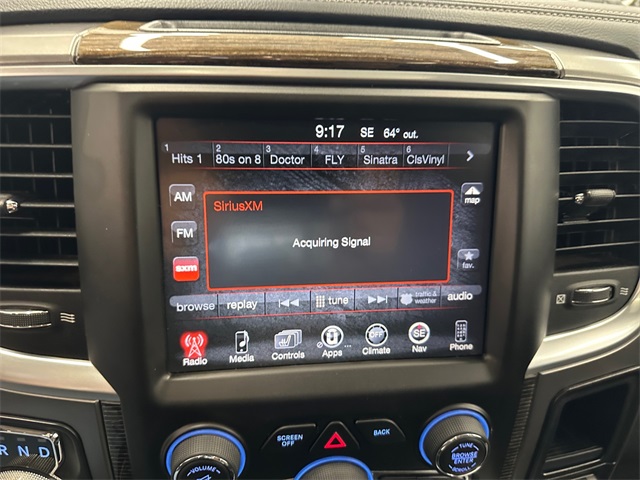 9:17 SE 64° out.
1 2 3 4 5 6
Hits 1 80s on 8 Doctor FLY Sinatra ClsVinyl
AM
SiriusXM
map
FM
Acquiring Signal
sxm
fav.
browse replay tune traffic & weather audio
OFF SE
Radio Media Controls Apps Climate Nav Phone
R N D
SCREEN OFF
BACK
VOLUME
TUNE
BROWSE
ENTER
SCROLL